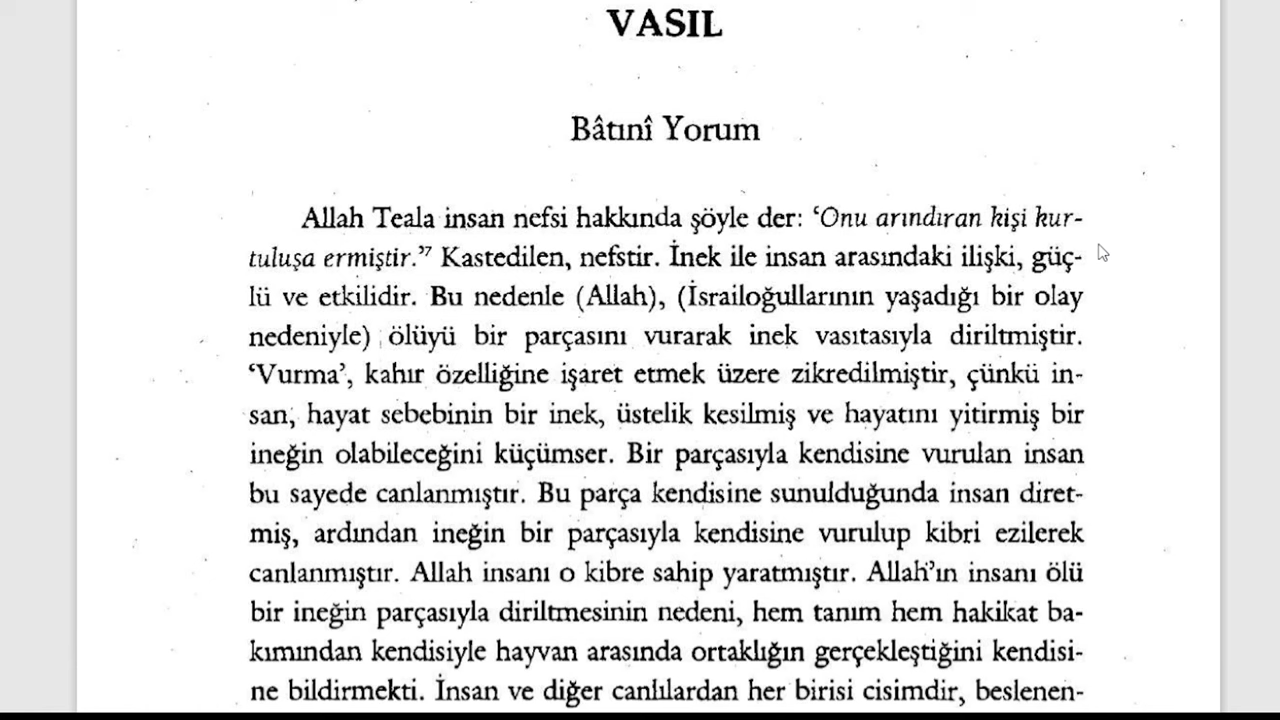 VASIL
Bâtınî Yorum
Allah Teala insan nefsi hakkında şöyle der: ‘Onu arındıran kişi kur-
tuluşa ermiştir.’⁷ Kastedilen, nefstir. İnek ile insan arasındaki ilişki, güç-
lü ve etkilidir. Bu nedenle (Allah), (İsrailoğullarının yaşadığı bir olay
nedeniyle) ölüyü bir parçasını vurarak inek vasıtasıyla diriltmiştir.
‘Vurma’, kahır özelliğine işaret etmek üzere zikredilmiştir, çünkü in-
san, hayat sebebinin bir inek, üstelik kesilmiş ve hayatını yitirmiş bir
ineğin olabileceğini küçümser. Bir parçasıyla kendisine vurulan insan
bu sayede canlanmıştır. Bu parça kendisine sunulduğunda insan diret-
miş, ardından ineğin bir parçasıyla kendisine vurulup kibri ezilerek
canlanmıştır. Allah insanı o kibre sahip yaratmıştır. Allah’ın insanı ölü
bir ineğin parçasıyla diriltmesinin nedeni, hem tanım hem hakikat ba-
kımından kendisiyle hayvan arasında ortaklığın gerçekleştiğini kendisi-
ne bildirmekti. İnsan ve diğer canlılardan her birisi cisimdir, beslenen-